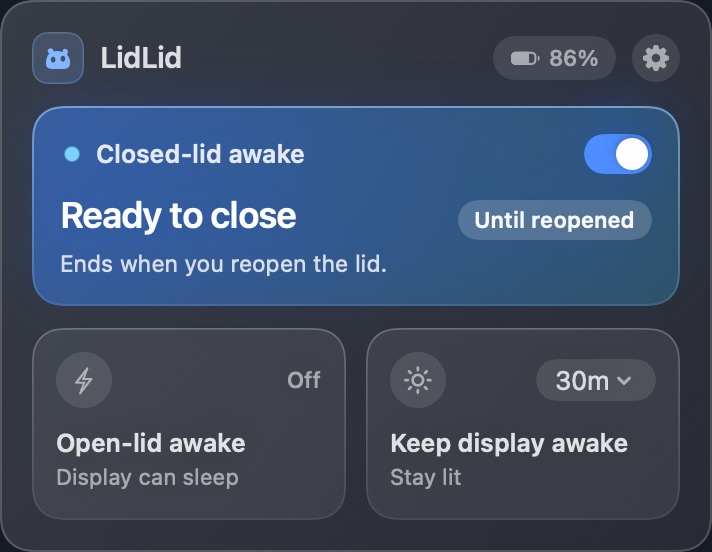 LidLid
86%
Closed-lid awake
Ready to close
Until reopened
Ends when you reopen the lid.
Off
Open-lid awake
Display can sleep
30m
Keep display awake
Stay lit